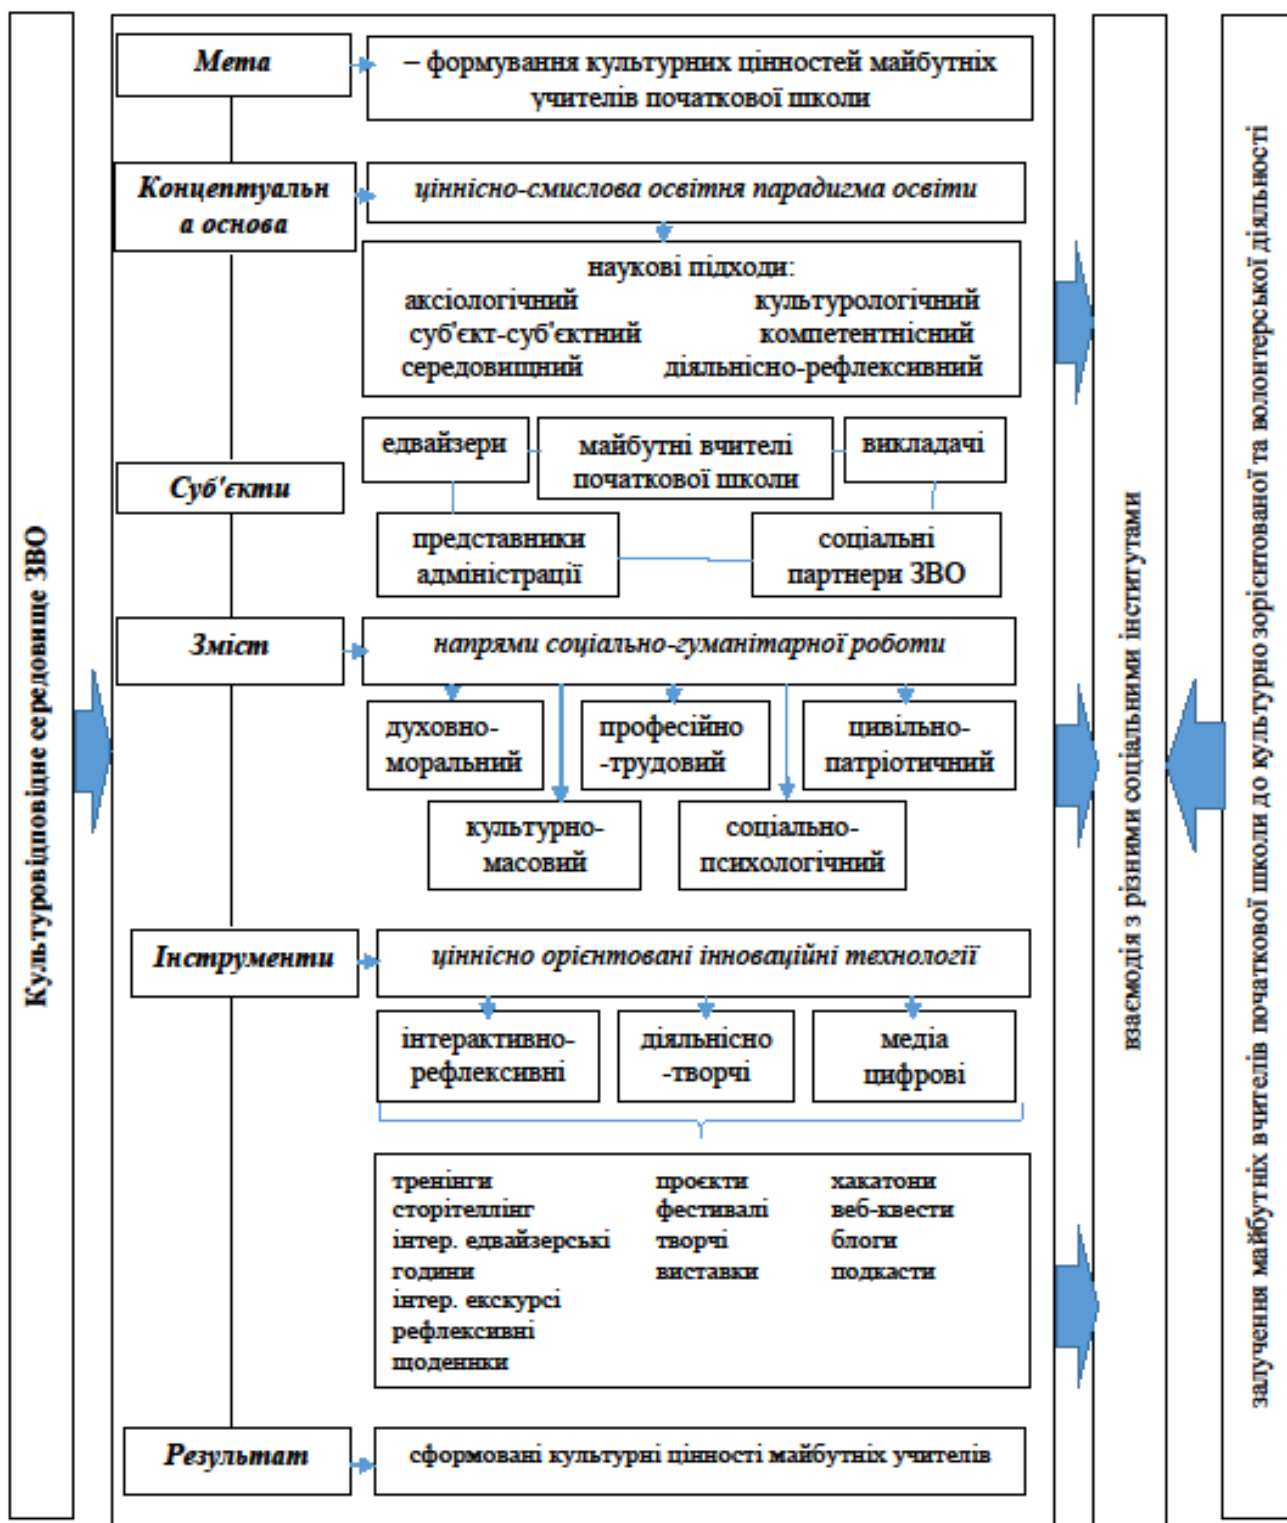 Культуровідповідне середовище ЗВО
Мета
– формування культурних цінностей майбутніх
учителів початкової школи
Концептуальн
а основа
ціннісно-смислова освітня парадигма освіти
наукові підходи:
аксіологічний культурологічний
суб'єкт-суб'єктний компетентнісний
середовищний діяльнісно-рефлексивний
Суб'єкти
едвайзери
майбутні вчителі
початкової школи
викладачі
представники
адміністрації
соціальні
партнери ЗВО
Зміст
напрями соціально-гуманітарної роботи
духовно-
моральний
професійно
-трудовий
цивільно-
патріотичний
культурно-
масовий
соціально-
психологічний
Інструменти
ціннісно орієнтовані інноваційні технології
інтерактивно-
рефлексивні
діяльнісно
-творчі
медіа
цифрові
тренінги проєкти хакатони
сторітеллінг фестивалі веб-квести
інтер. едвайзерські творчі блоги
години виставки подкасти
інтер. екскурсі
рефлексивні
щоденнки
Результат
сформовані культурні цінності майбутніх учителів
взаємодія з різними соціальними інститутами
залучення майбутніх вчителів початкової школи до культурно зорієнтованої та волонтерської діяльності